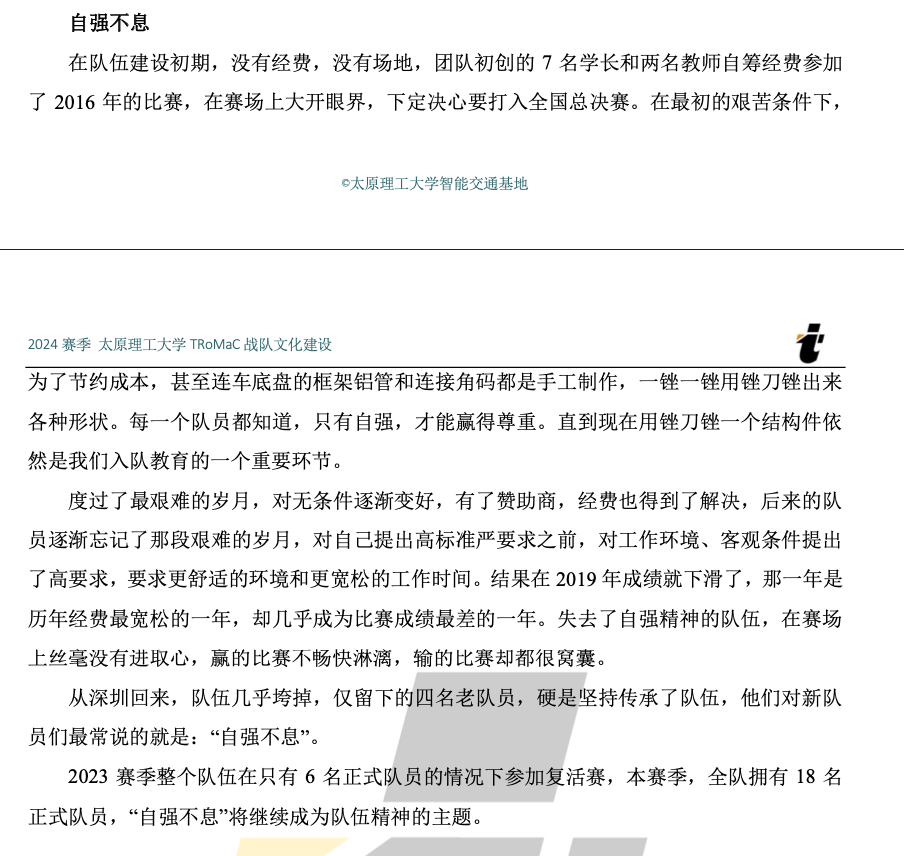 自强不息
在队伍建设初期，没有经费，没有场地，团队初创的 7 名学长和两名教师自筹经费参加
了 2016 年的比赛，在赛场上大开眼界，下定决心要打入全国总决赛。在最初的艰苦条件下，
©太原理工大学智能交通基地
2024 赛季 太原理工大学 TRoMaC 战队文化建设
为了节约成本，甚至连车底盘的框架铝管和连接角码都是手工制作，一锉一锉用锉刀锉出来
各种形状。每一个队员都知道，只有自强，才能赢得尊重。直到现在用锉刀锉一个结构件依
然是我们入队教育的一个重要环节。
度过了最艰难的岁月，对无条件逐渐变好，有了赞助商，经费也得到了解决，后来的队
员逐渐忘记了那段艰难的岁月，对自己提出高标准严要求之前，对工作环境、客观条件提出
了高要求，要求更舒适的环境和更宽松的工作时间。结果在 2019 年成绩就下滑了，那一年是
历年经费最宽松的一年，却几乎成为比赛成绩最差的一年。失去了自强精神的队伍，在赛场
上丝毫没有进取心，赢的比赛不畅快淋漓，输的比赛却都很窝囊。
从深圳回来，队伍几乎垮掉，仅留下的四名老队员，硬是坚持传承了队伍，他们对新队
员们最常说的就是：“自强不息”。
2023 赛季整个队伍在只有 6 名正式队员的情况下参加复活赛，本赛季，全队拥有 18 名
正式队员，“自强不息”将继续成为队伍精神的主题。